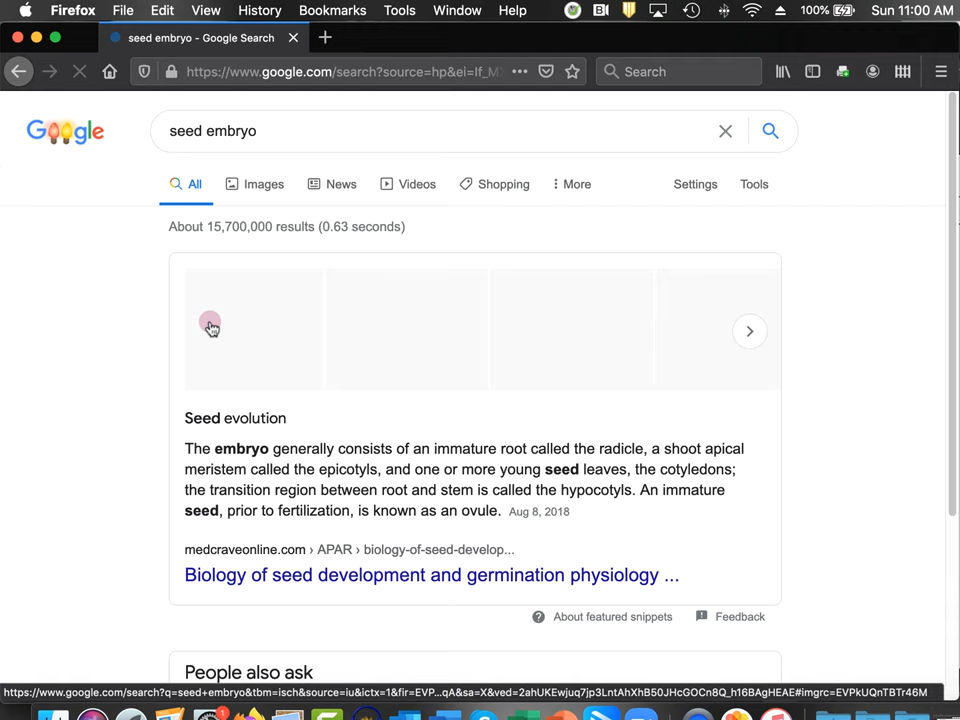 Firefox File Edit View History Bookmarks Tools Window Help 100% Sun 11:00 AM
seed embryo - Google Search
https://www.google.com/search?source=hp&ei=If_M Search
Google seed embryo
All Images News Videos Shopping More Settings Tools
About 15,700,000 results (0.63 seconds)
Seed evolution
The embryo generally consists of an immature root called the radicle, a shoot apical
meristem called the epicotyls, and one or more young seed leaves, the cotyledons;
the transition region between root and stem is called the hypocotyls. An immature
seed, prior to fertilization, is known as an ovule. Aug 8, 2018
medcraveonline.com › APAR › biology-of-seed-develop...
Biology of seed development and germination physiology ...
About featured snippets Feedback
People also ask
https://www.google.com/search?q=seed+embryo&tbm=isch&source=iu&ictx=1&fir=EVP...qA&sa=X&ved=2ahUKEwjuq7jp3LntAhXhB50JHcGOCn8Q_h16BAgHEAE#imgrc=EVPkUQnTBTr46M